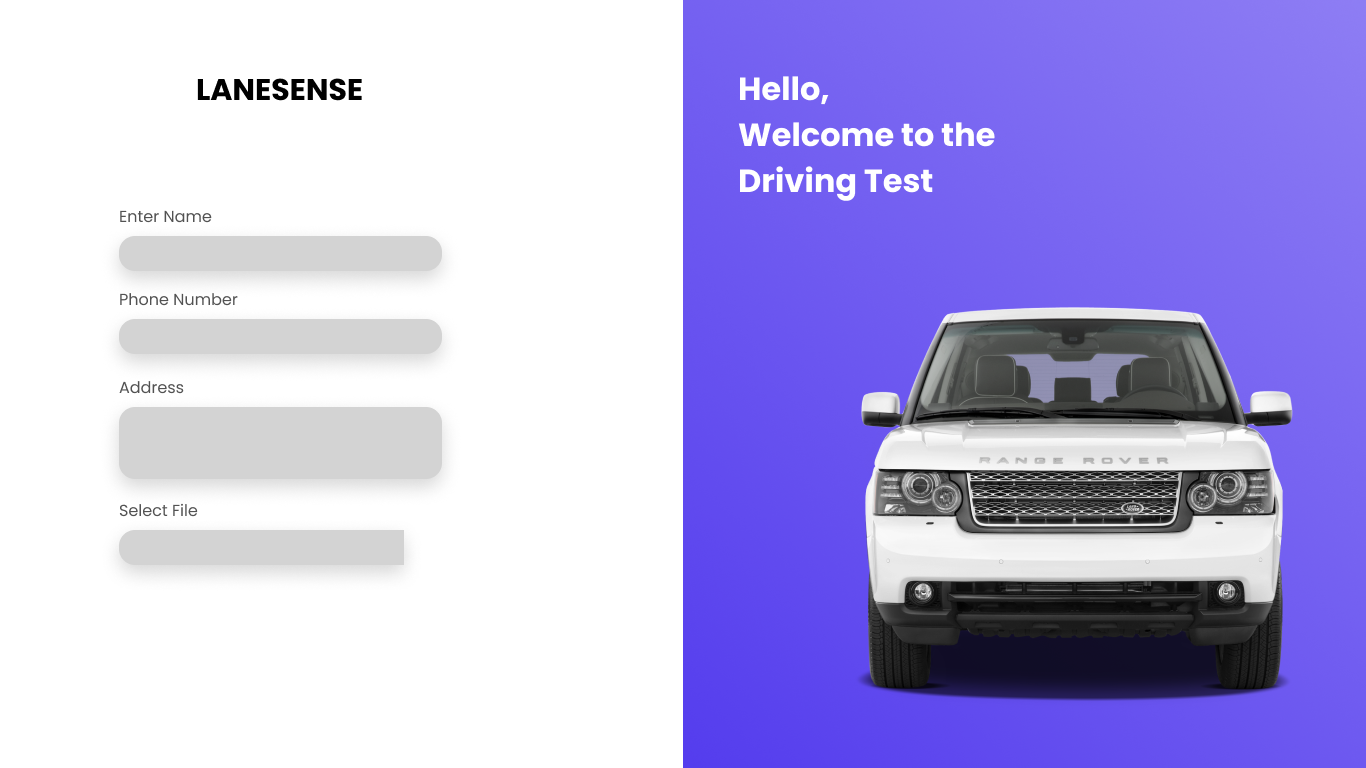 LANESENSE
Enter Name
Phone Number
Address
Select File
Hello,
Welcome to the
Driving Test
RANGE ROVER